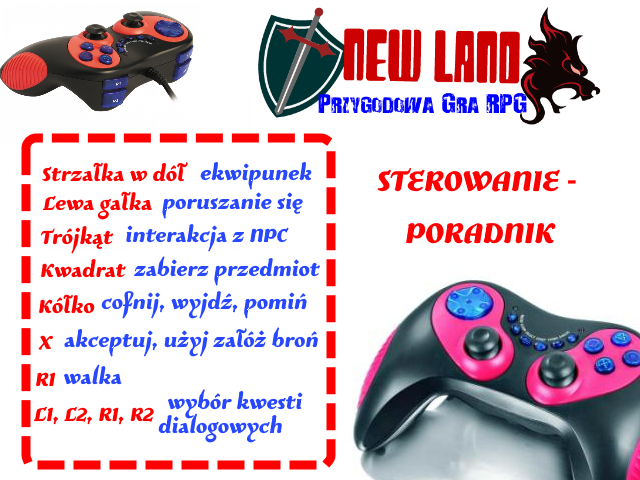 NEW LAND
Przygodowa Gra RPG
STEROWANIE -
PORADNIK
Strzałka w dół ekwipunek
Lewa gałka poruszanie się
Trójkąt interakcja z NPC
Kwadrat zabierz przedmiot
Kółko cofnij, wyjdź, pomiń
X akceptuj, użyj załóż broń
R1 walka
L1, L2, R1, R2 wybór kwesti
dialogowych